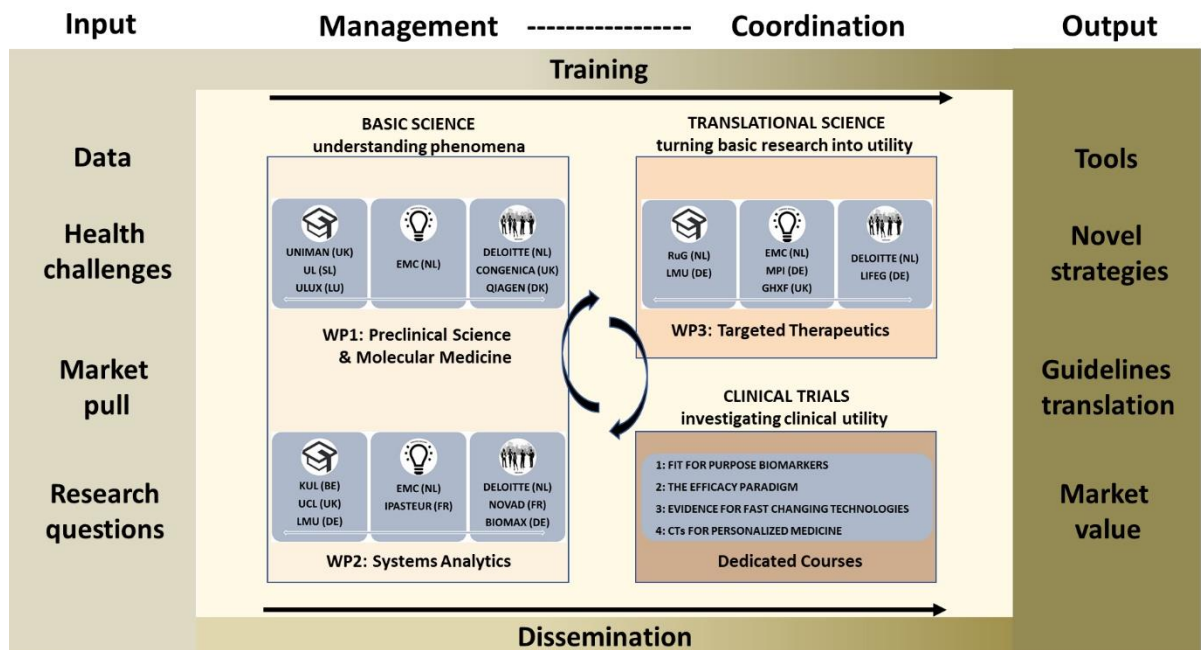 Input
Management ----------------- Coordination
Output
Training
Data
Health
challenges
Market
pull
Research
questions
BASIC SCIENCE
understanding phenomena
UNIMAN (UK)
UL (SL)
ULUX (LU)
EMC (NL)
DELOITTE (NL)
CONGENICA (UK)
QIAGEN (DK)
WP1: Preclinical Science
& Molecular Medicine
KUL (BE)
UCL (UK)
LMU (DE)
EMC (NL)
IPASTEUR (FR)
DELOITTE (NL)
NOVAD (FR)
BIOMAX (DE)
WP2: Systems Analytics
TRANSLATIONAL SCIENCE
turning basic research into utility
RuG (NL)
LMU (DE)
EMC (NL)
MPI (DE)
GHXF (UK)
DELOITTE (NL)
LIFEG (DE)
WP3: Targeted Therapeutics
CLINICAL TRIALS
investigating clinical utility
1: FIT FOR PURPOSE BIOMARKERS
2: THE EFFICACY PARADIGM
3: EVIDENCE FOR FAST CHANGING TECHNOLOGIES
4: CTs FOR PERSONALIZED MEDICINE
Dedicated Courses
Tools
Novel
strategies
Guidelines
translation
Market
value
Dissemination